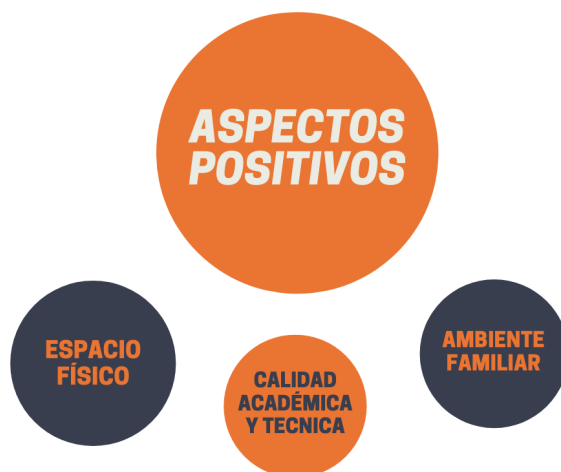 ASPECTOS
POSITIVOS
ESPACIO
FÍSICO
CALIDAD
ACADÉMICA
Y TECNICA
AMBIENTE
FAMILIAR